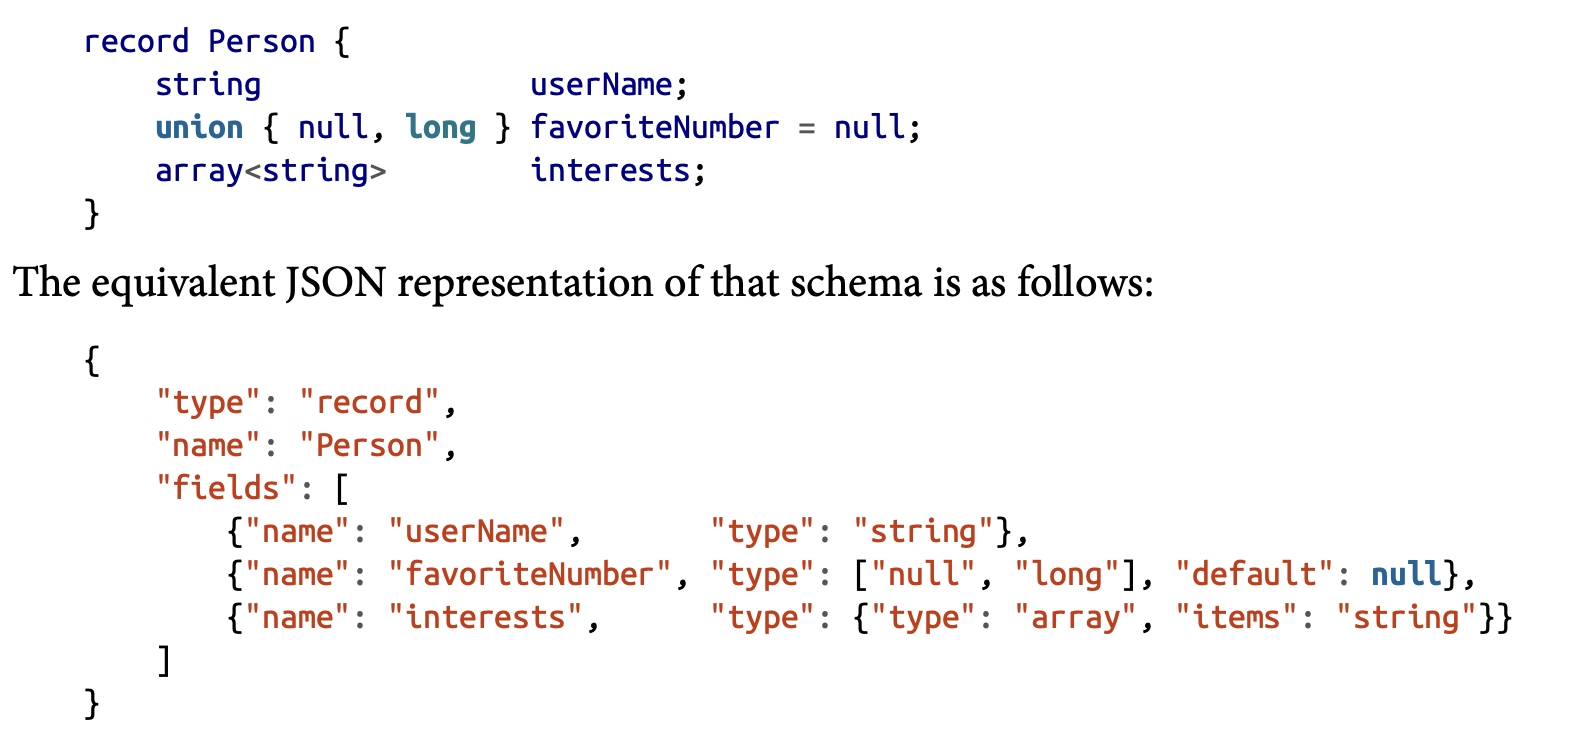 record Person {
    string               userName;
    union { null, long } favoriteNumber = null;
    array<string>        interests;
}
The equivalent JSON representation of that schema is as follows:
{
    "type": "record",
    "name": "Person",
    "fields": [
        {"name": "userName",       "type": "string"},
        {"name": "favoriteNumber", "type": ["null", "long"], "default": null},
        {"name": "interests",      "type": {"type": "array", "items": "string"}}
    ]
}